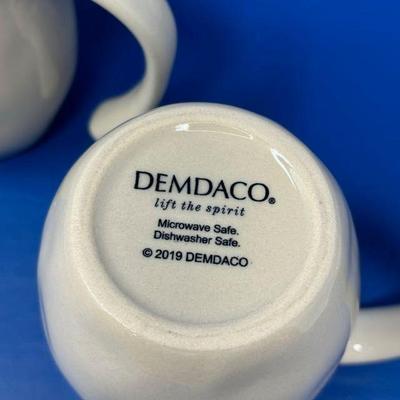 DEMDACO®
lift the spirit
Microwave Safe.
Dishwasher Safe.
© 2019 DEMDACO